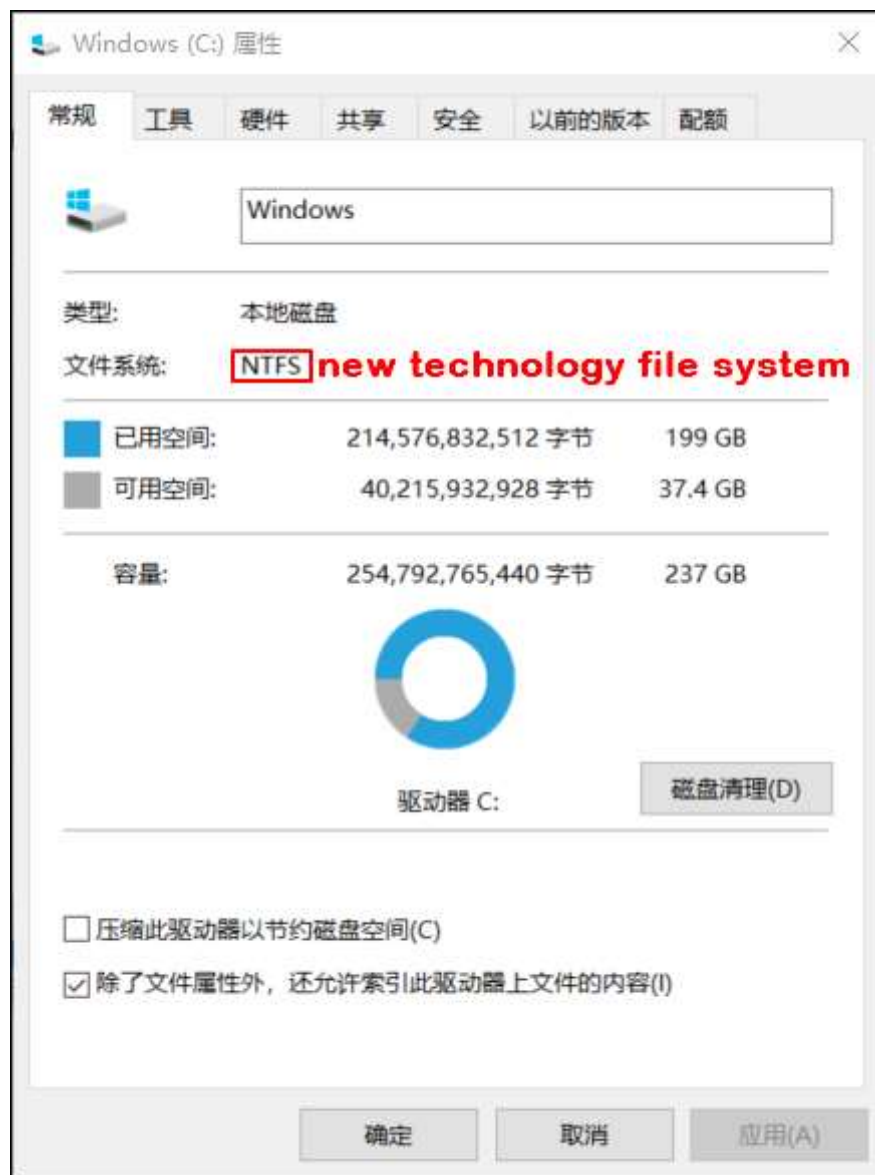 Windows (C:) 属性
常规 工具 硬件 共享 安全 以前的版本 配额
Windows
类型: 本地磁盘
文件系统: NTFS new technology file system
已用空间: 214,576,832,512 字节 199 GB
可用空间: 40,215,932,928 字节 37.4 GB
容量: 254,792,765,440 字节 237 GB
驱动器 C: 磁盘清理(D)
压缩此驱动器以节约磁盘空间(C)
除了文件属性外，还允许索引此驱动器上文件的内容(I)
确定 取消 应用(A)